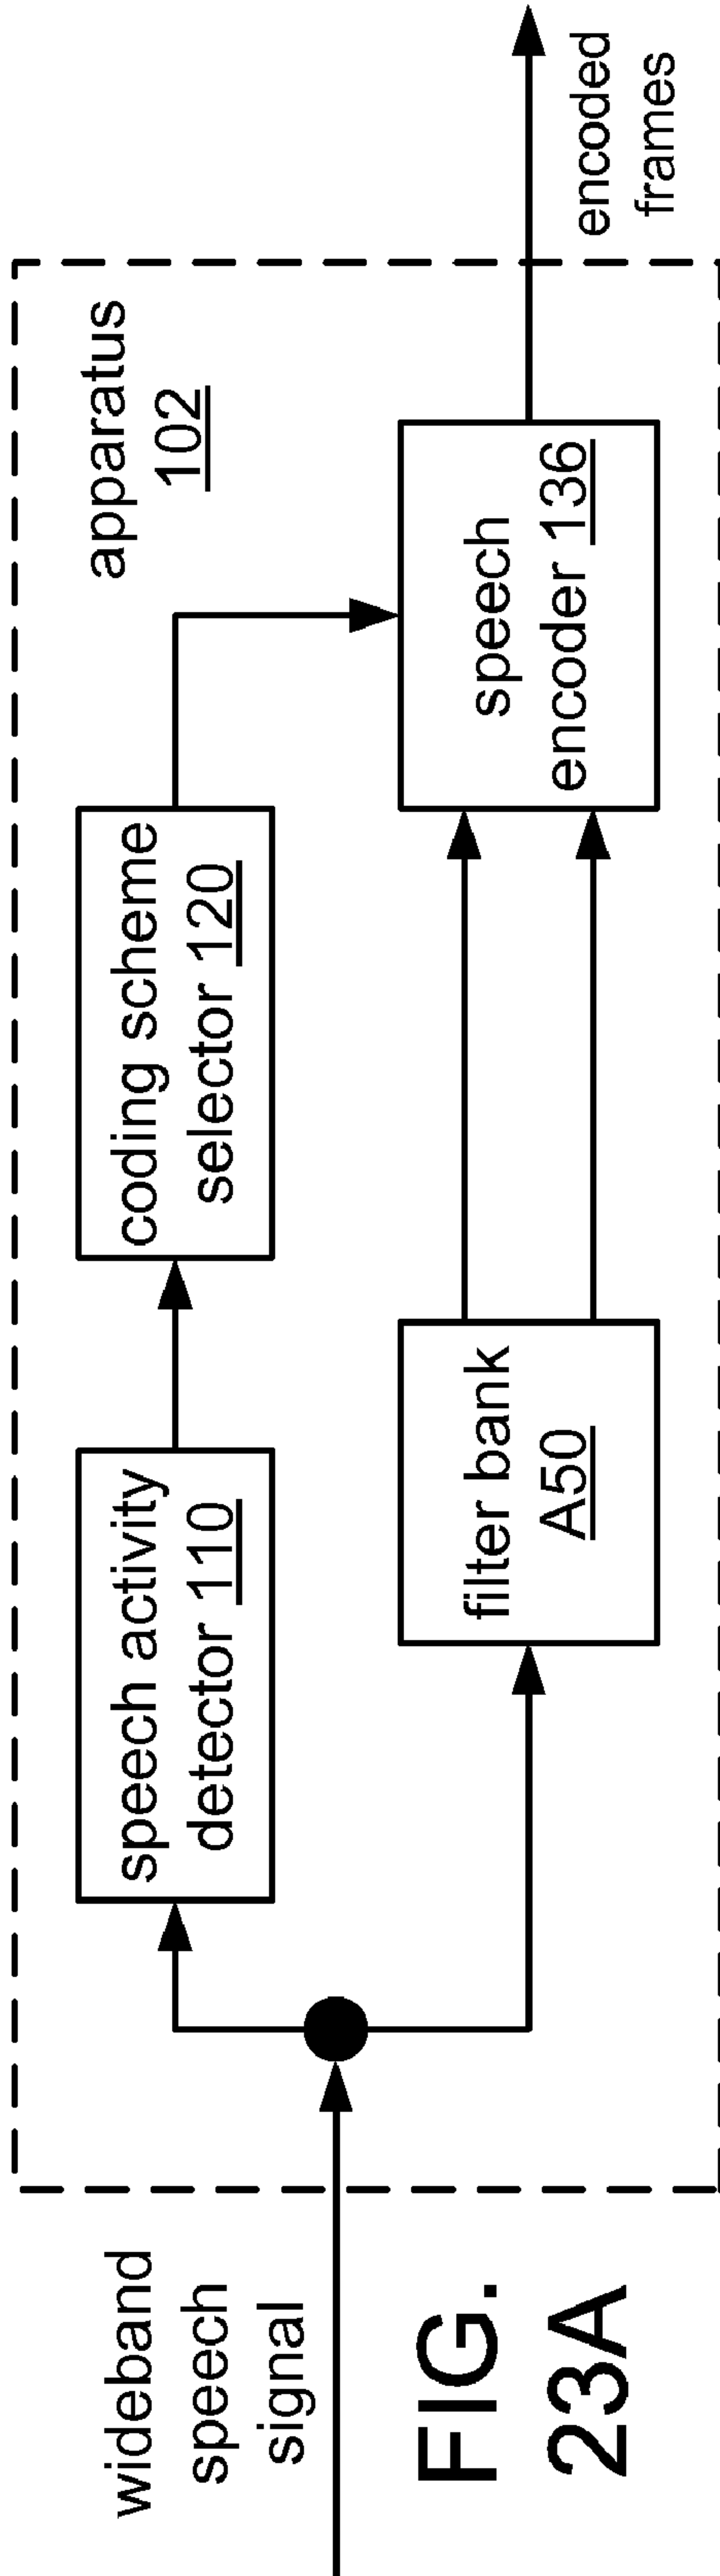 wideband
speech
signal
apparatus
102
speech activity
detector 110
coding scheme
selector 120
filter bank
A50
speech
encoder 136
encoded
frames
FIG.
23A